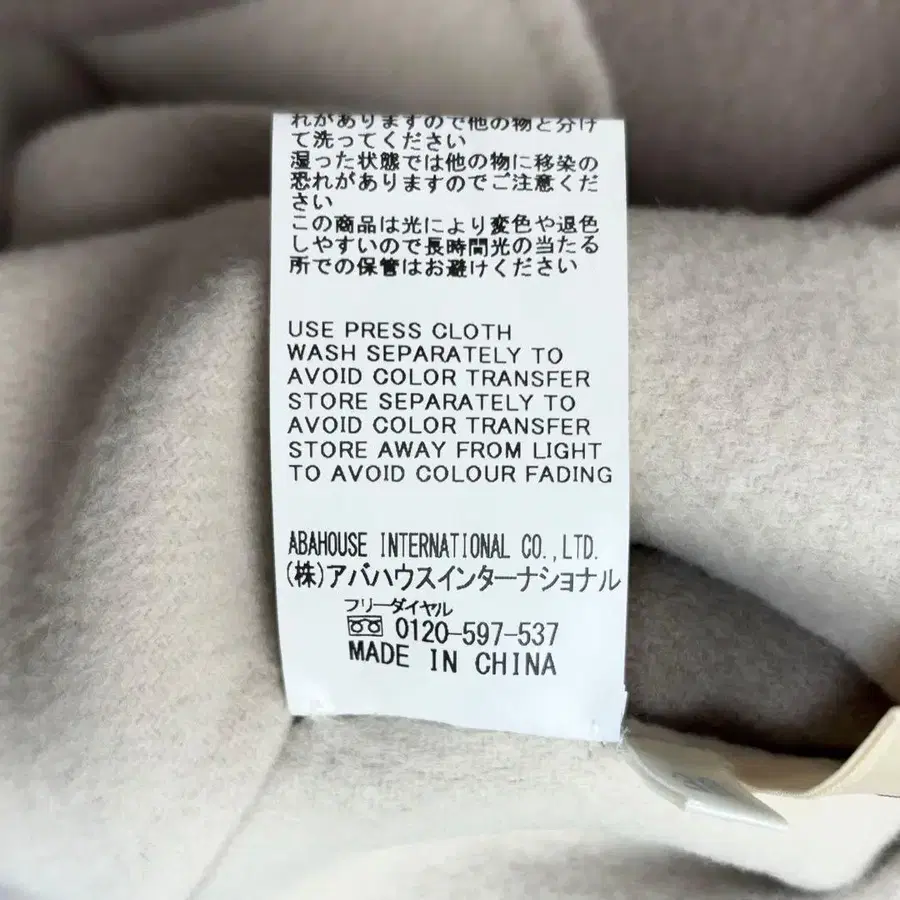 れがありますので他の物と分け
て洗ってください
湿った状態では他の物に移染の
恐れがありますのでご注意くだ
さい
この商品は光により変色や退色
しやすいので長時間光の当たる
所での保管はお避けください
USE PRESS CLOTH
WASH SEPARATELY TO
AVOID COLOR TRANSFER
STORE SEPARATELY TO
AVOID COLOR TRANSFER
STORE AWAY FROM LIGHT
TO AVOID COLOUR FADING
ABAHOUSE INTERNATIONAL CO.,LTD.
(株)アバハウスインターナショナル
フリーダイヤル
0120-597-537
MADE IN CHINA